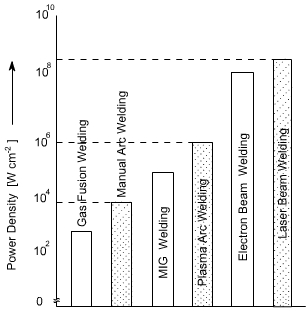 10^10
10^8
10^6
10^4
10^2
0
Power Density [W cm^-2]
Gas Fusion Welding
Manual Arc Welding
MIG Welding
Plasma Arc Welding
Electron Beam Welding
Laser Beam Welding